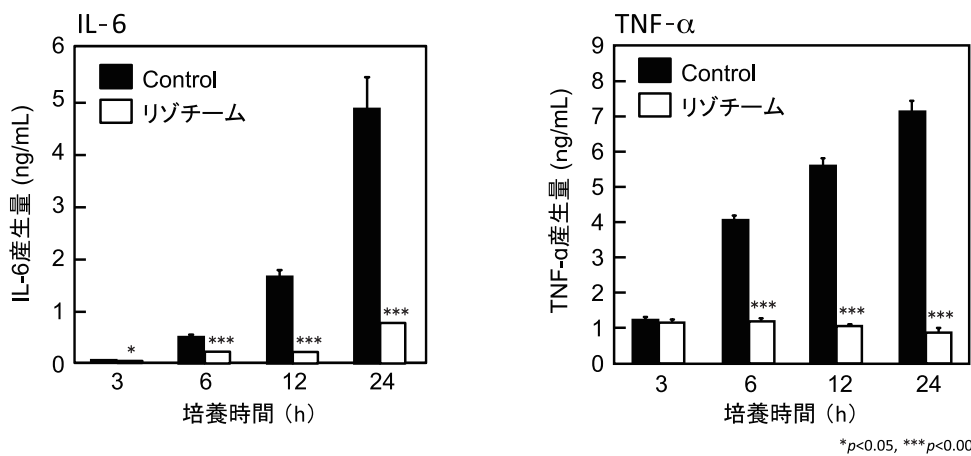 IL-6
6
5
4
3
2
1
0
IL-6産生量 (ng/mL)
Control
リゾチーム
*
***
***
***
3 6 12 24
培養時間（h）
TNF-α
9
8
7
6
5
4
3
2
1
0
TNF-α産生量 (ng/mL)
Control
リゾチーム
***
***
***
3 6 12 24
培養時間（h）
*p<0.05, ***p<0.00